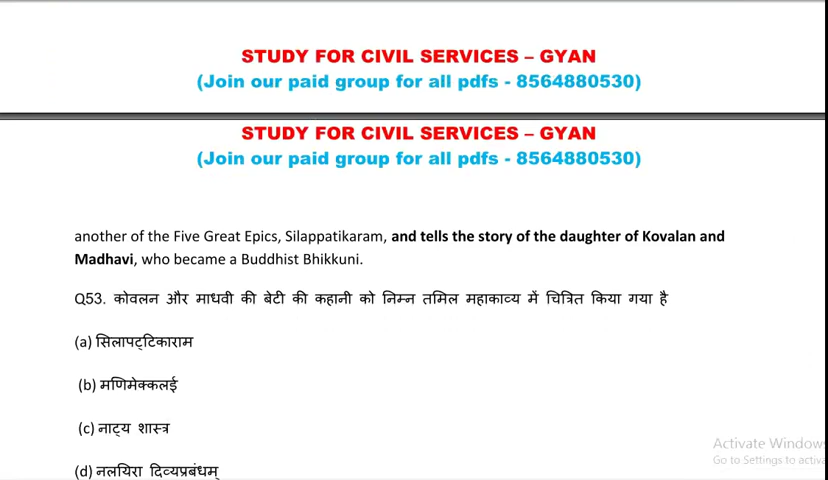 STUDY FOR CIVIL SERVICES – GYAN
(Join our paid group for all pdfs - 8564880530)
STUDY FOR CIVIL SERVICES – GYAN
(Join our paid group for all pdfs - 8564880530)
another of the Five Great Epics, Silappatikaram, and tells the story of the daughter of Kovalan and
Madhavi, who became a Buddhist Bhikkuni.
Q53. कोवलन और माधवी की बेटी की कहानी को निम्न तमिल महाकाव्य में चित्रित किया गया है
(a) सिलापट्टिकाराम
(b) मणिमेक्कलई
(c) नाट्य शास्त्र
(d) नलयिरा दिव्यप्रबंधम्
Activate Windows
Go to Settings to activa